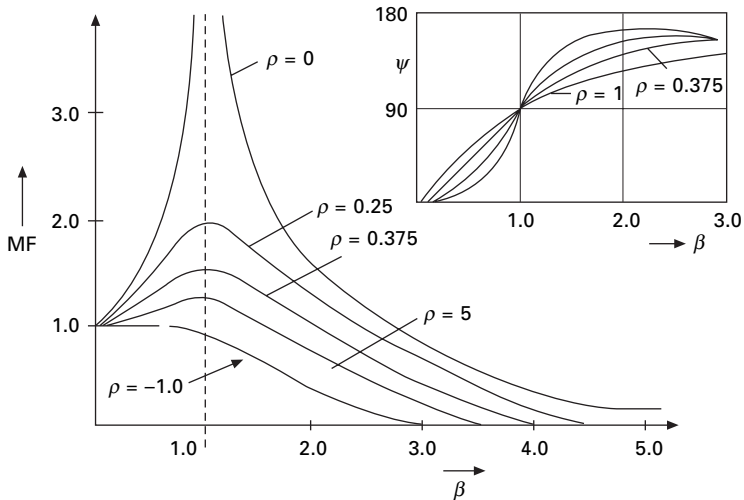 3.0
2.0
MF
1.0
ρ = 0
ρ = 0.25
ρ = 0.375
ρ = 5
ρ = −1.0
1.0 2.0 3.0 4.0 5.0
β
180
ψ
90
ρ = 1
ρ = 0.375
1.0 2.0 3.0
β